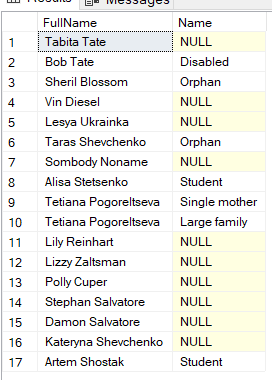 Results Messages
FullName Name
1 Tabita Tate NULL
2 Bob Tate Disabled
3 Sheril Blossom Orphan
4 Vin Diesel NULL
5 Lesya Ukrainka NULL
6 Taras Shevchenko Orphan
7 Sombody Noname NULL
8 Alisa Stetsenko Student
9 Tetiana Pogoreltseva Single mother
10 Tetiana Pogoreltseva Large family
11 Lily Reinhart NULL
12 Lizzy Zaltsman NULL
13 Polly Cuper NULL
14 Stephan Salvatore NULL
15 Damon Salvatore NULL
16 Kateryna Shevchenko NULL
17 Artem Shostak Student